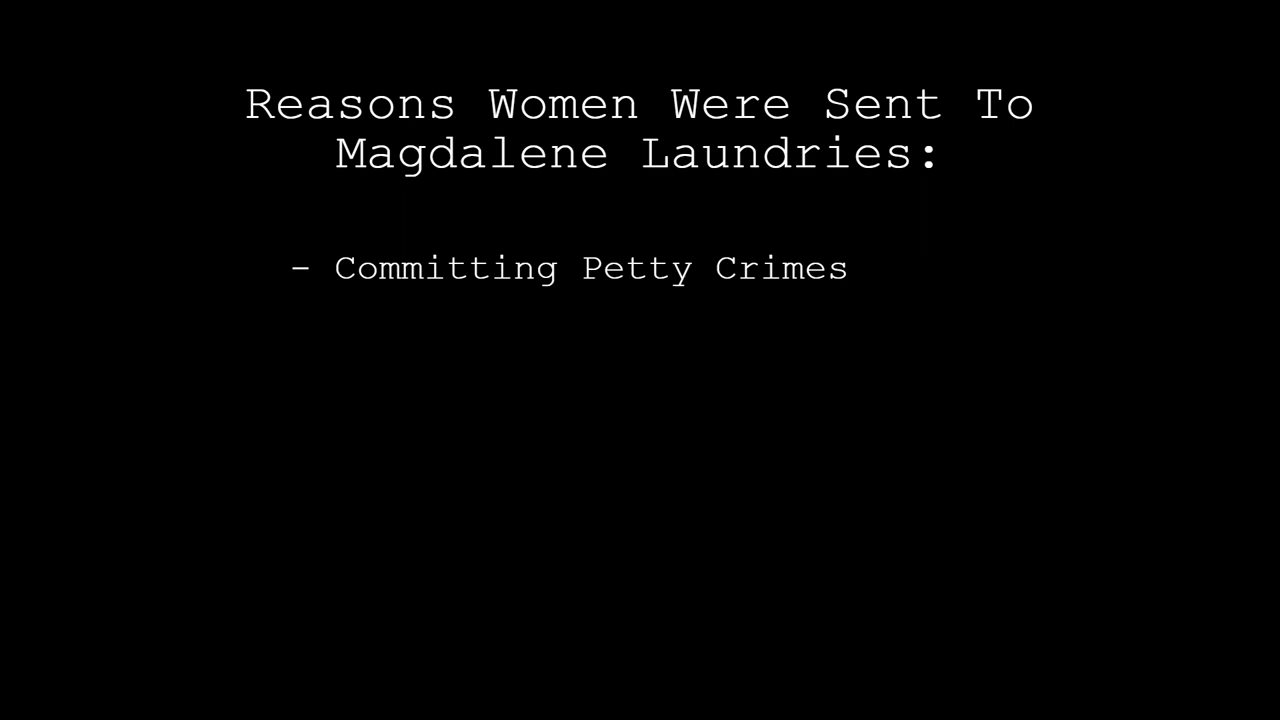 Reasons Women Were Sent To
Magdalene Laundries:
- Committing Petty Crimes